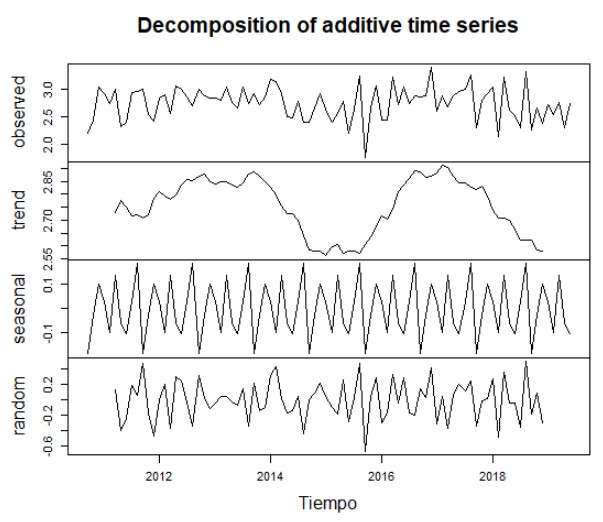 Decomposition of additive time series
observed
2.0 2.5 3.0
trend
2.55 2.70 2.85
seasonal
-0.1 0.1
random
-0.6 -0.2 0.2
2012 2014 2016 2018
Tiempo